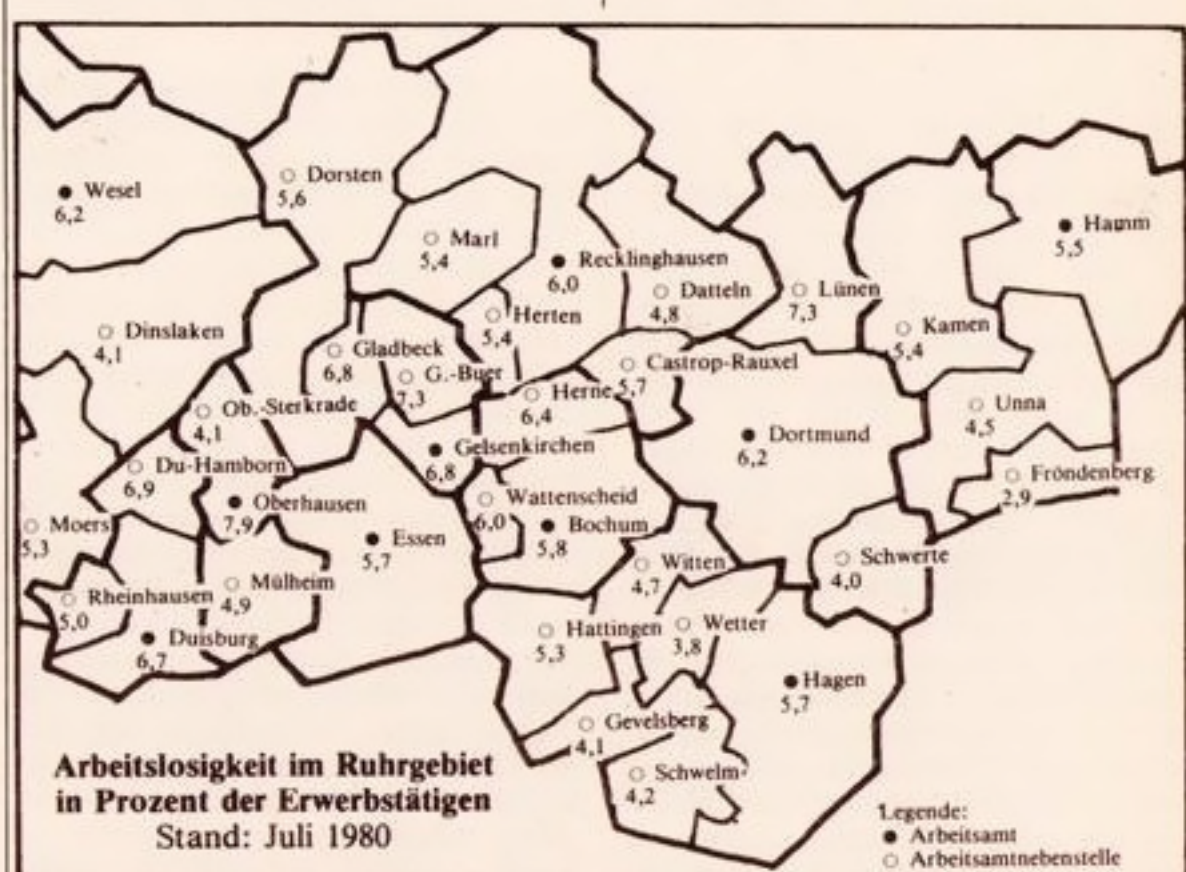 Wesel
6,2
Dorsten
5,6
Marl
5,4
Recklinghausen
6,0
Datteln
4,8
Lünen
7,3
Hamm
5,5
Dinslaken
4,1
Herten
5,4
Kamen
5,4
Gladbeck
6,8
G.-Buer
7,3
Castrop-Rauxel
5,7
Herne
6,4
Ob.-Sterkrade
4,1
Unna
4,5
Dortmund
6,2
Gelsenkirchen
6,8
Du-Hamborn
6,9
Fröndenberg
2,9
Oberhausen
7,9
Wattenscheid
6,0
Moers
5,3
Essen
5,7
Bochum
5,8
Witten
4,7
Schwerte
4,0
Rheinhausen
5,0
Mülheim
4,9
Duisburg
6,7
Hattingen
5,3
Wetter
3,8
Hagen
5,7
Gevelsberg
4,1
Schwelm
4,2
Arbeitslosigkeit im Ruhrgebiet
in Prozent der Erwerbstätigen
Stand: Juli 1980
Legende:
● Arbeitsamt
○ Arbeitsamtnebenstelle